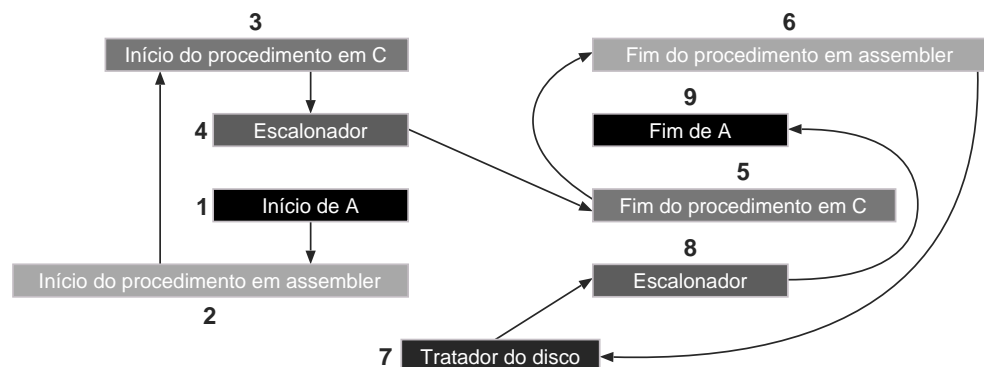 3
Início do procedimento em C
6
Fim do procedimento em assembler
4
Escalonador
9
Fim de A
1
Início de A
5
Fim do procedimento em C
Início do procedimento em assembler
2
8
Escalonador
7
Tratador do disco